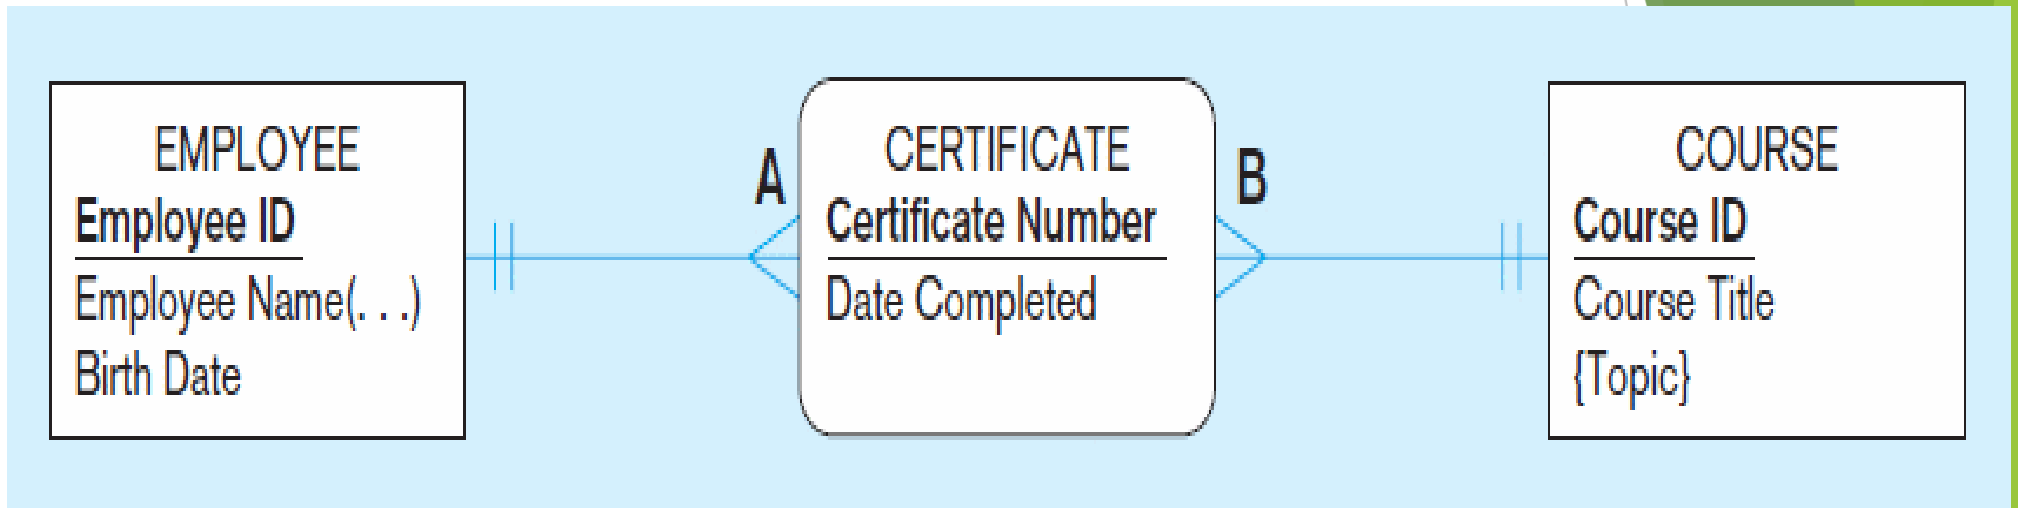 EMPLOYEE
Employee ID
Employee Name(. . .)
Birth Date
A
CERTIFICATE
Certificate Number
Date Completed
B
COURSE
Course ID
Course Title
{Topic}